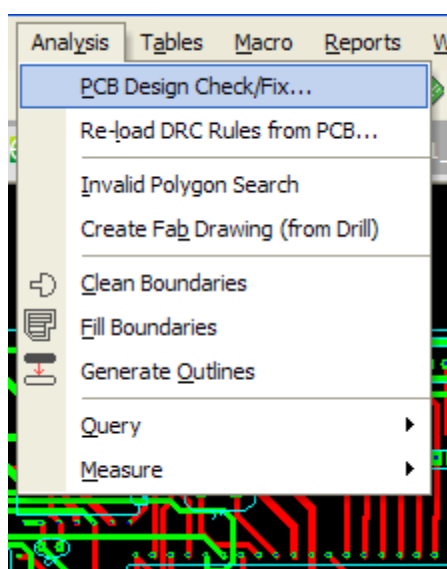 Analysis Tables Macro Reports W
PCB Design Check/Fix...
Re-load DRC Rules from PCB...
Invalid Polygon Search
Create Fab Drawing (from Drill)
Clean Boundaries
Fill Boundaries
Generate Outlines
Query
Measure